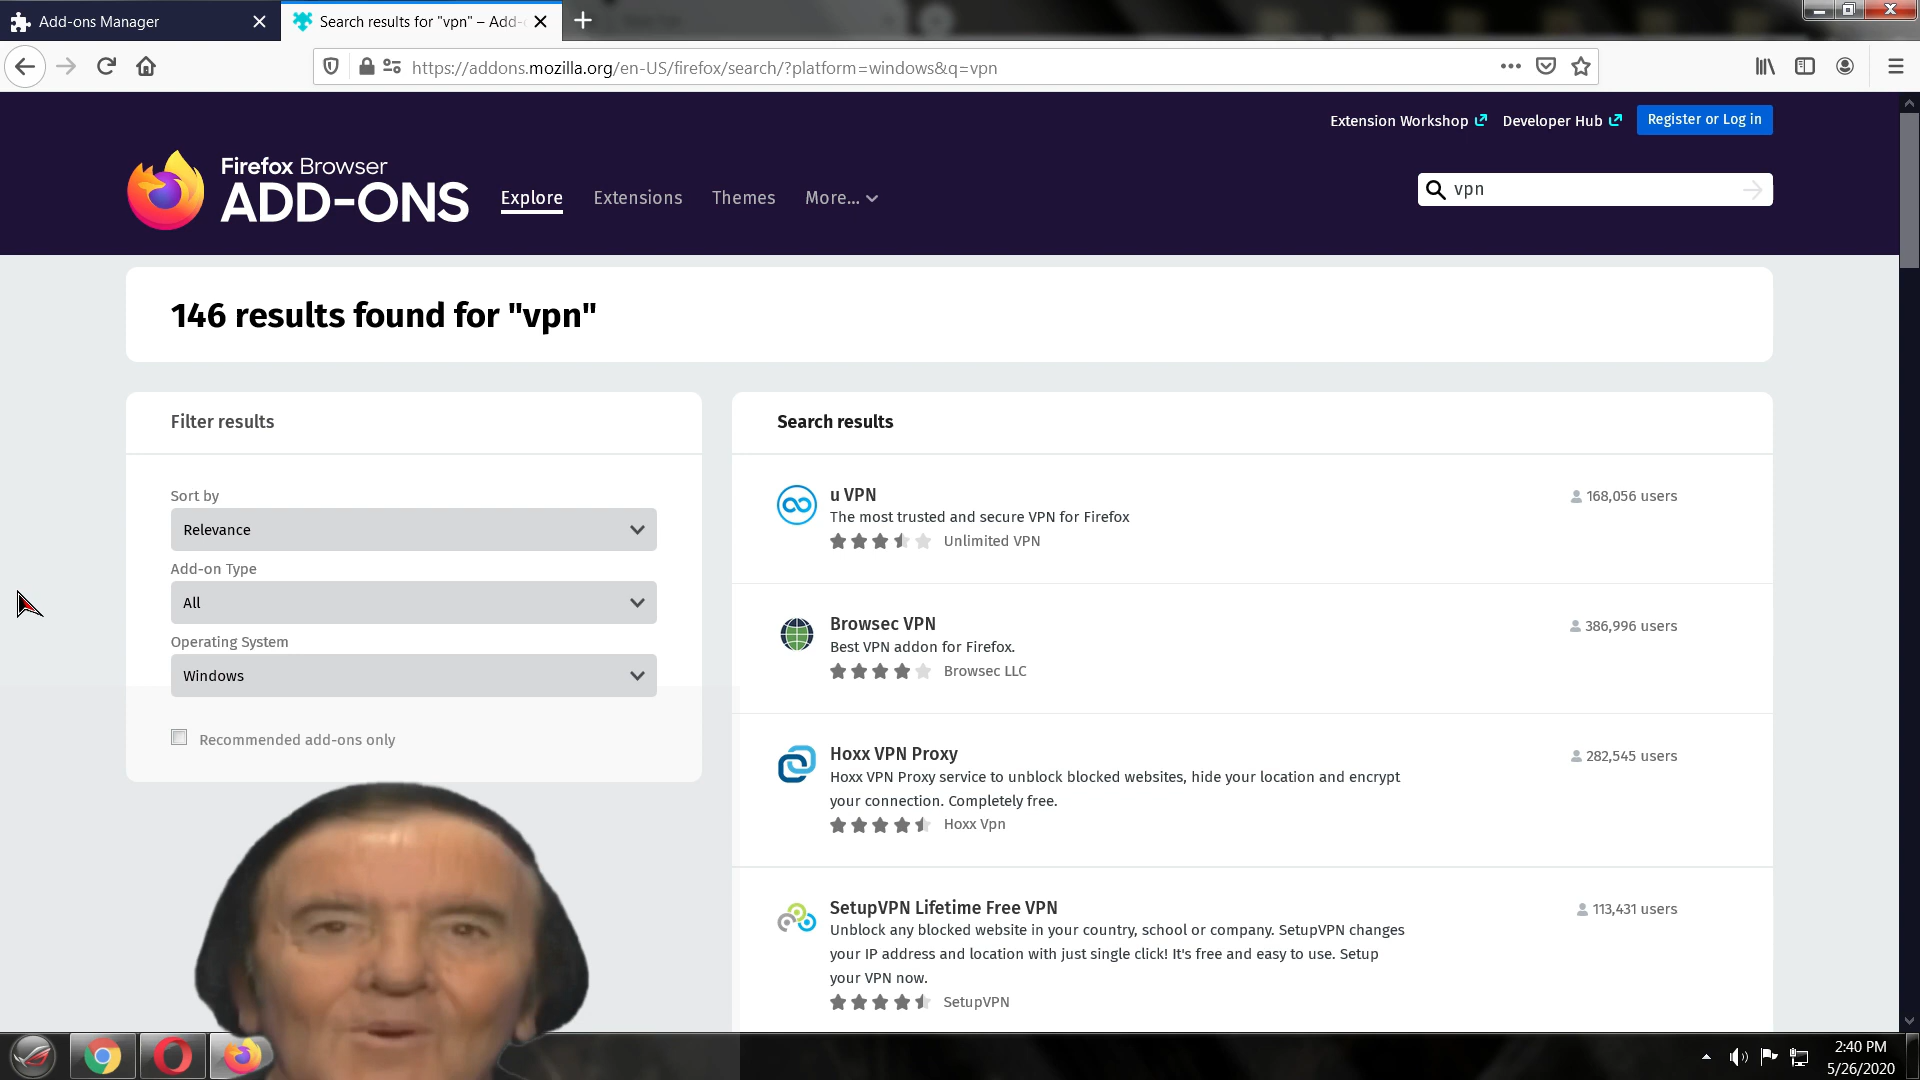 Add-ons Manager
Search results for "vpn" – Add-
https://addons.mozilla.org/en-US/firefox/search/?platform=windows&q=vpn
Extension Workshop
Developer Hub
Register or Log in
Firefox Browser
ADD-ONS
Explore
Extensions
Themes
More...
vpn
146 results found for "vpn"
Filter results
Sort by
Relevance
Add-on Type
All
Operating System
Windows
Recommended add-ons only
Search results
u VPN
168,056 users
The most trusted and secure VPN for Firefox
Unlimited VPN
Browsec VPN
386,996 users
Best VPN addon for Firefox.
Browsec LLC
Hoxx VPN Proxy
282,545 users
Hoxx VPN Proxy service to unblock blocked websites, hide your location and encrypt
your connection. Completely free.
Hoxx Vpn
SetupVPN Lifetime Free VPN
113,431 users
Unblock any blocked website in your country, school or company. SetupVPN changes
your IP address and location with just single click! It's free and easy to use. Setup
your VPN now.
SetupVPN
2:40 PM
5/26/2020